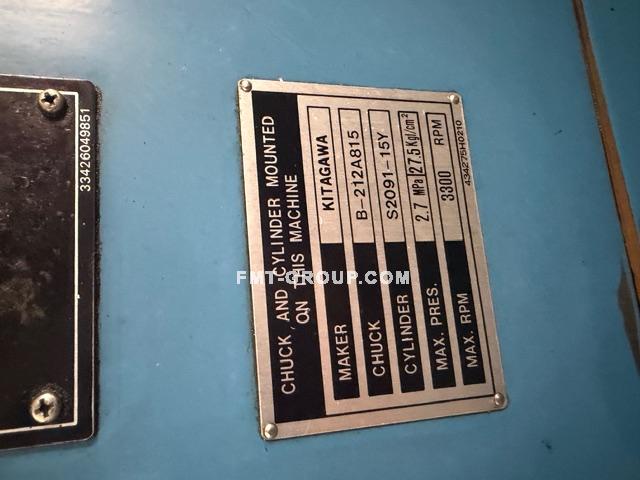 33426049851
CHUCK, AND CYLINDER MOUNTED
ON THIS MACHINE
MAKER KITAGAWA
CHUCK B-212A815
CYLINDER S2091-15Y
MAX. PRES. 2.7 MPa 27.5 Kg/cm²
MAX. RPM 3300 RPM
434275H0210
FMT-GROUP.COM